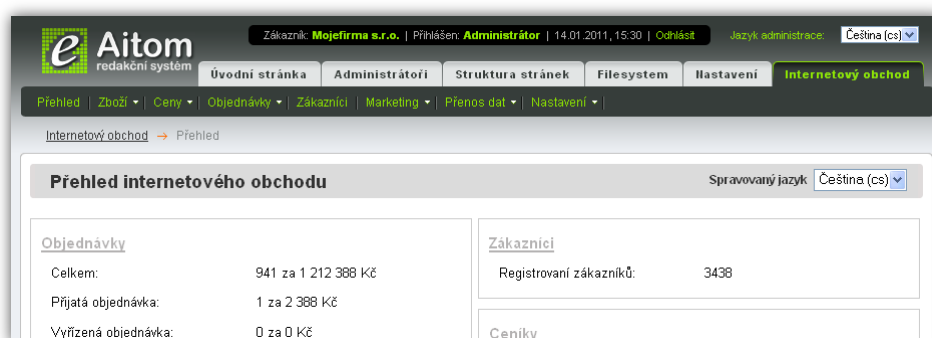 e Aitom
redakční systém
Zákazník: Mojefirma s.r.o. | Přihlášen: Administrátor | 14.01.2011, 15:30 | Odhlásit
Jazyk administrace: Čeština (cs)
Úvodní stránka Administrátoři Struktura stránek Filesystem Nastavení Internetový obchod
Přehled | Zboží | Ceny | Objednávky | Zákazníci | Marketing | Přenos dat | Nastavení |
Internetový obchod → Přehled
Přehled internetového obchodu
Spravovaný jazyk Čeština (cs)
Objednávky
Celkem: 941 za 1 212 388 Kč
Přijatá objednávka: 1 za 2 388 Kč
Vyřízená objednávka: 0 za 0 Kč
Zákazníci
Registrovaní zákazníků: 3438
Ceníky